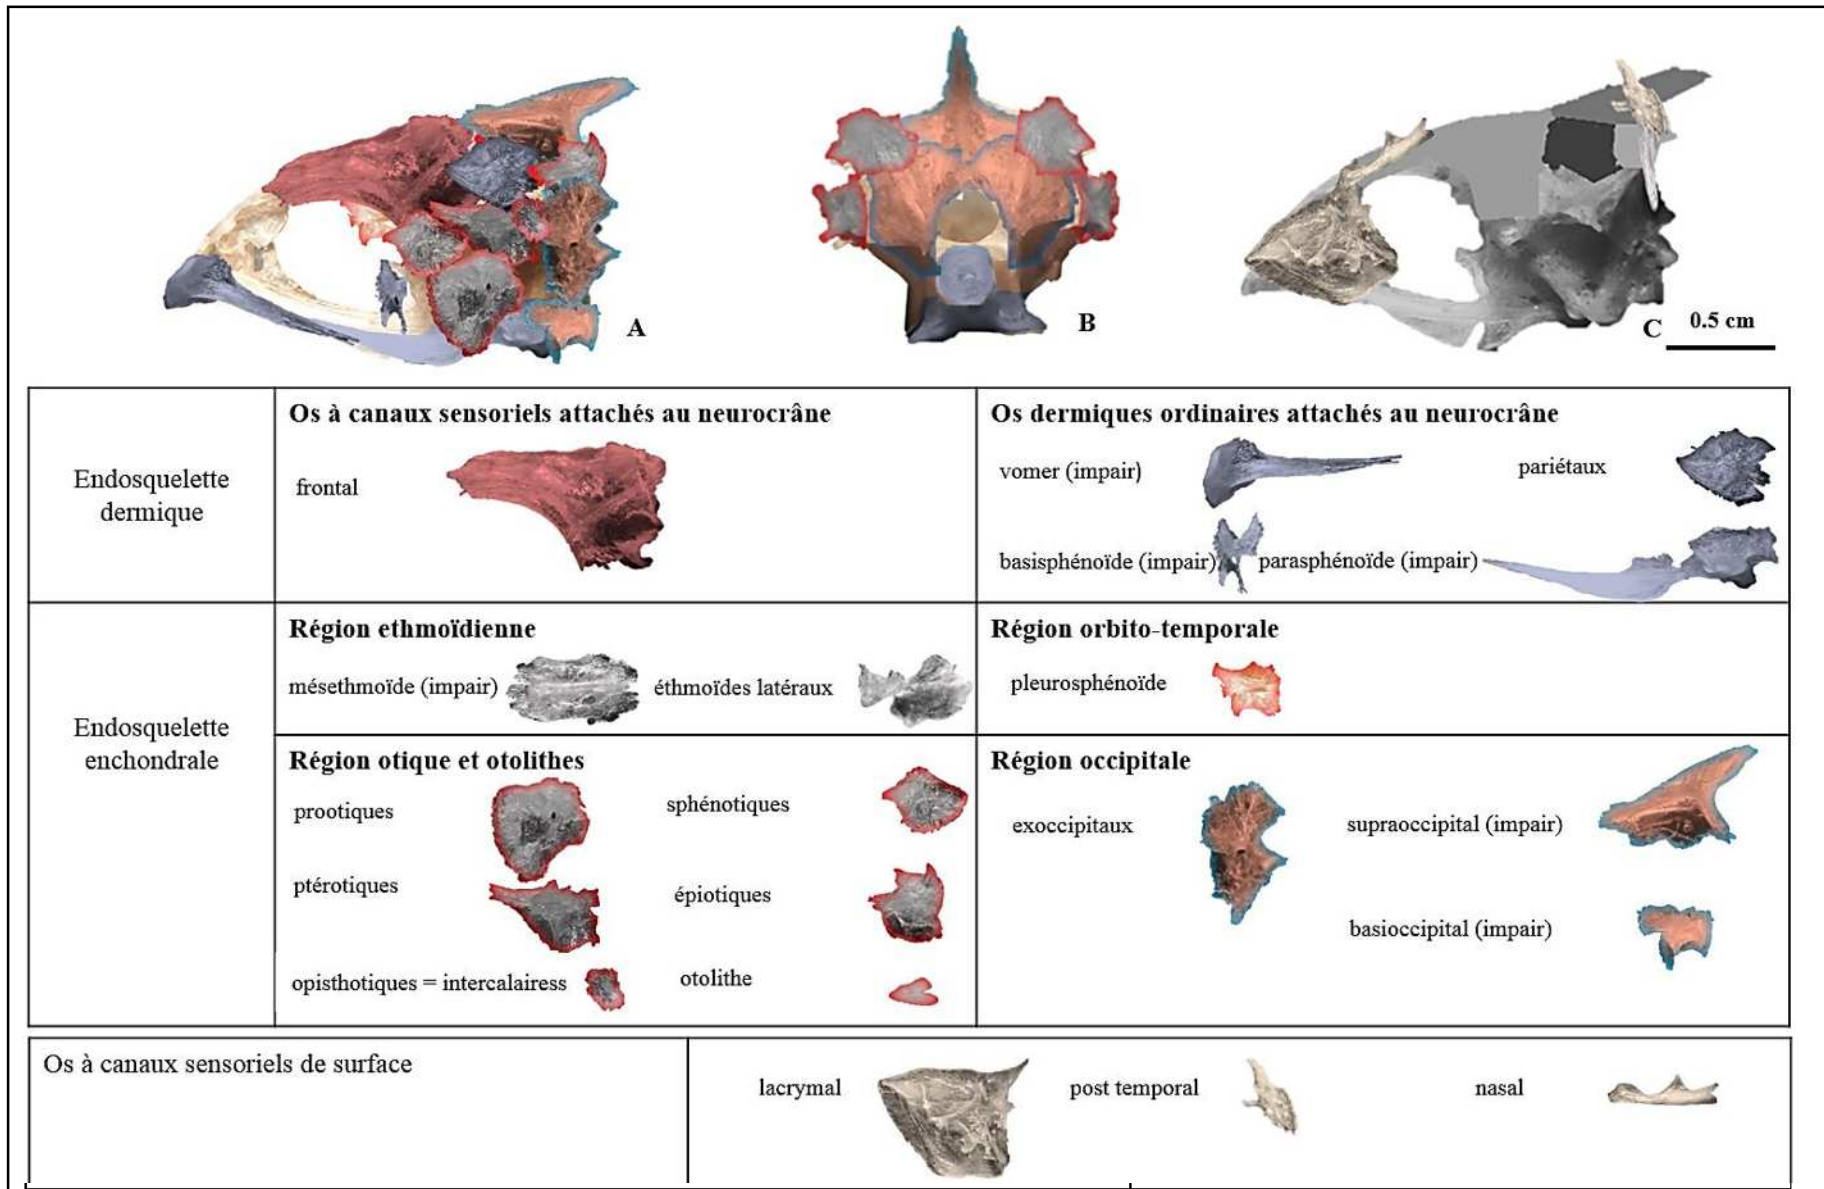 A
B
C
0.5 cm
Endosquelette
dermique
Os à canaux sensoriels attachés au neurocrâne
frontal
Os dermiques ordinaires attachés au neurocrâne
vomer (impair)
pariétaux
basisphénoïde (impair)
parasphénoïde (impair)
Endosquelette
enchondrale
Région ethmoïdienne
mésethmoïde (impair)
éthmoïdes latéraux
Région orbito-temporale
pleurosphénoïde
Région otique et otolithes
prootiques
sphénotiques
ptérotiques
épiotiques
opisthotiques = intercalairess
otolithe
Région occipitale
exoccipitaux
supraoccipital (impair)
basioccipital (impair)
Os à canaux sensoriels de surface
lacrymal
post temporal
nasal